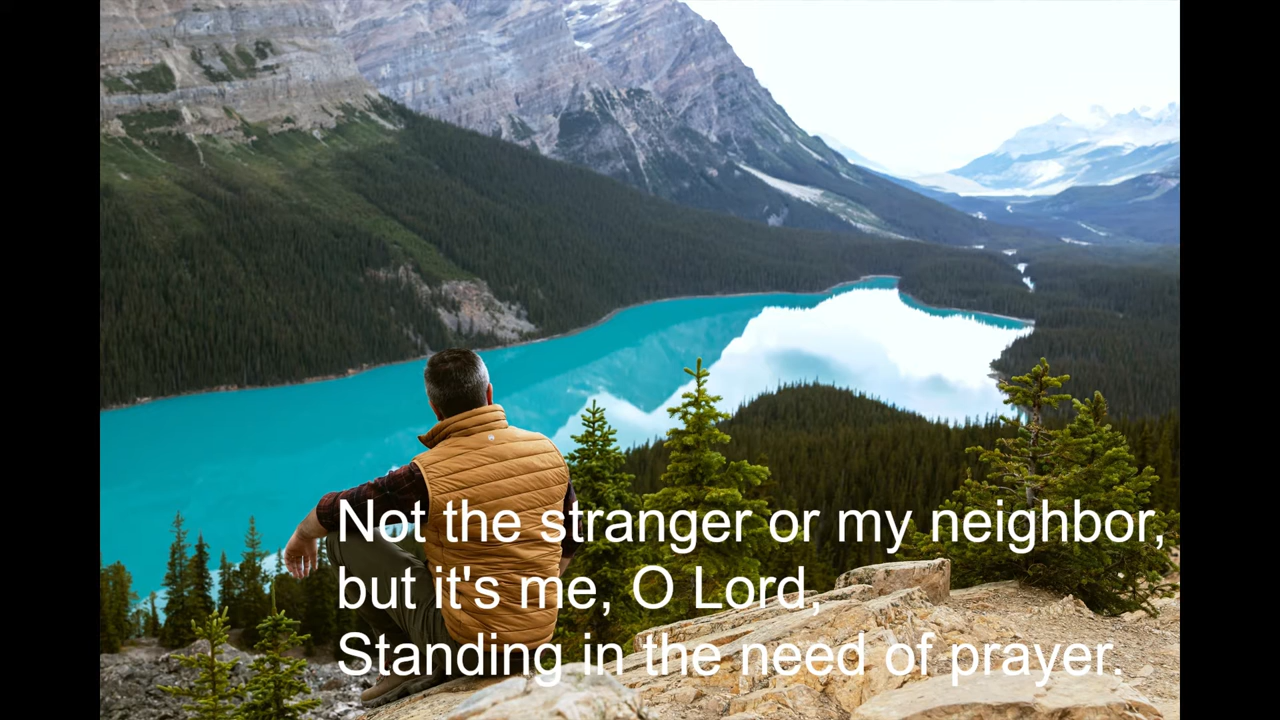 Not the stranger or my neighbor,
but it's me, O Lord,
Standing in the need of prayer.